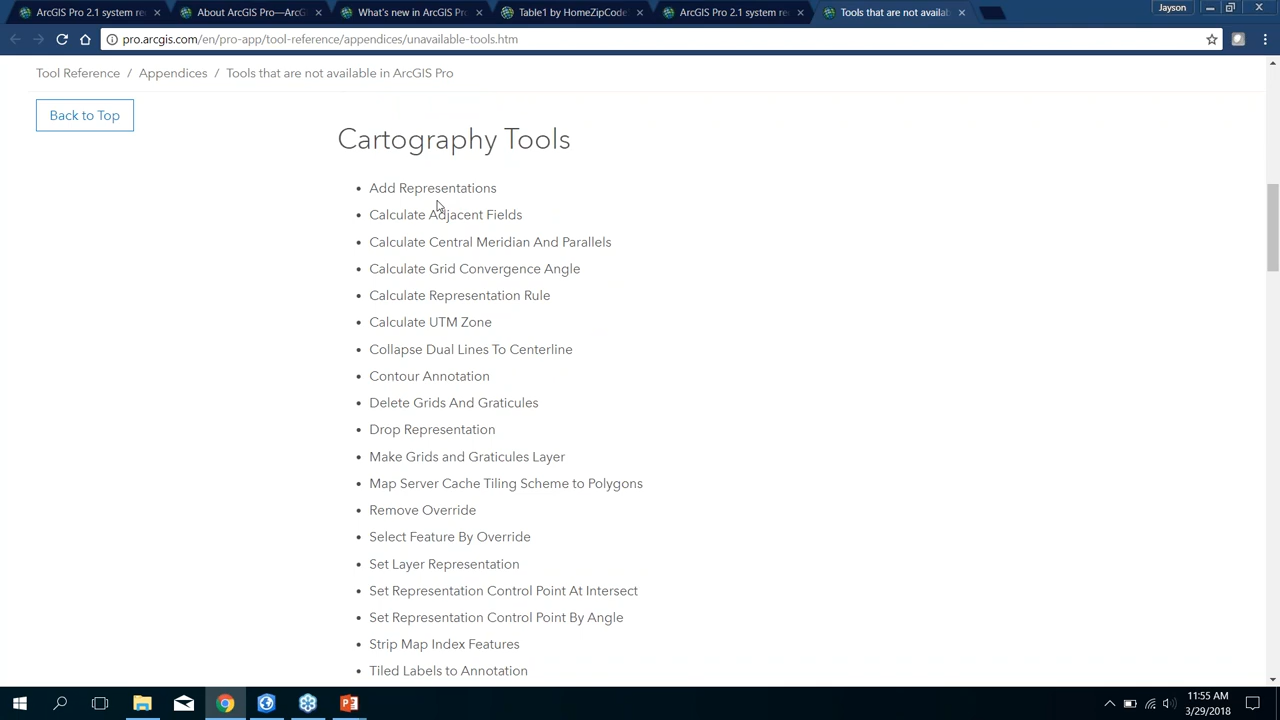 ArcGIS Pro 2.1 system re
About ArcGIS Pro—ArcG
What's new in ArcGIS Pr
Table1 by HomeZipCode
ArcGIS Pro 2.1 system re
Tools that are not availab
Jayson
pro.arcgis.com/en/pro-app/tool-reference/appendices/unavailable-tools.htm
Tool Reference / Appendices / Tools that are not available in ArcGIS Pro
Back to Top
Cartography Tools
• Add Representations
• Calculate Adjacent Fields
• Calculate Central Meridian And Parallels
• Calculate Grid Convergence Angle
• Calculate Representation Rule
• Calculate UTM Zone
• Collapse Dual Lines To Centerline
• Contour Annotation
• Delete Grids And Graticules
• Drop Representation
• Make Grids and Graticules Layer
• Map Server Cache Tiling Scheme to Polygons
• Remove Override
• Select Feature By Override
• Set Layer Representation
• Set Representation Control Point At Intersect
• Set Representation Control Point By Angle
• Strip Map Index Features
• Tiled Labels to Annotation
11:55 AM
3/29/2018